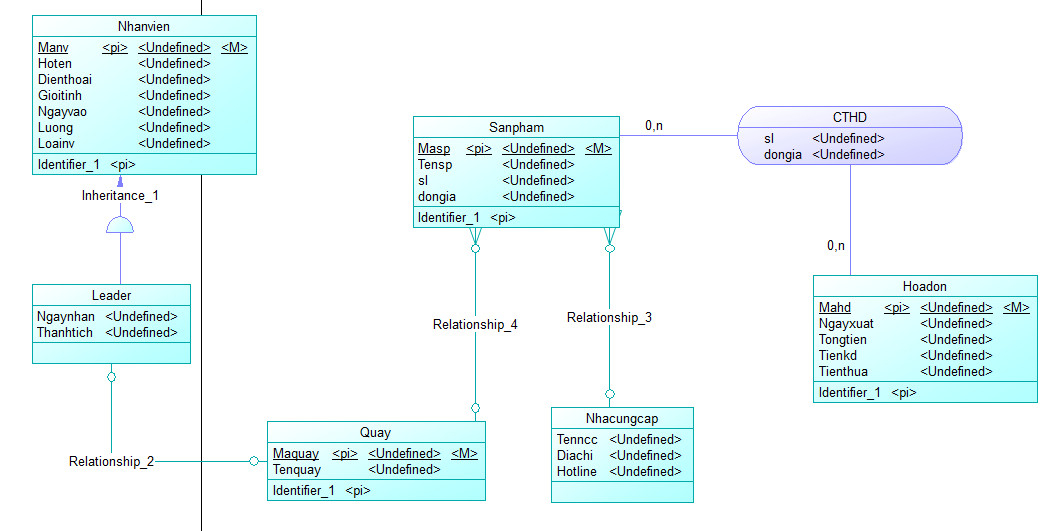 Nhanvien
Manv <pi> <Undefined> <M>
Hoten <Undefined>
Dienthoai <Undefined>
Gioitinh <Undefined>
Ngayvao <Undefined>
Luong <Undefined>
Loainv <Undefined>
Identifier_1 <pi>
Inheritance_1
Leader
Ngaynhan <Undefined>
Thanhtich <Undefined>
Relationship_2
Quay
Maquay <pi> <Undefined> <M>
Tenquay <Undefined>
Identifier_1 <pi>
Sanpham
Masp <pi> <Undefined> <M>
Tensp <Undefined>
sl <Undefined>
dongia <Undefined>
Identifier_1 <pi>
Relationship_4
Relationship_3
Nhacungcap
Tenncc <Undefined>
Diachi <Undefined>
Hotline <Undefined>
0,n
CTHD
sl <Undefined>
dongia <Undefined>
0,n
Hoadon
Mahd <pi> <Undefined> <M>
Ngayxuat <Undefined>
Tongtien <Undefined>
Tienkd <Undefined>
Tienthua <Undefined>
Identifier_1 <pi>